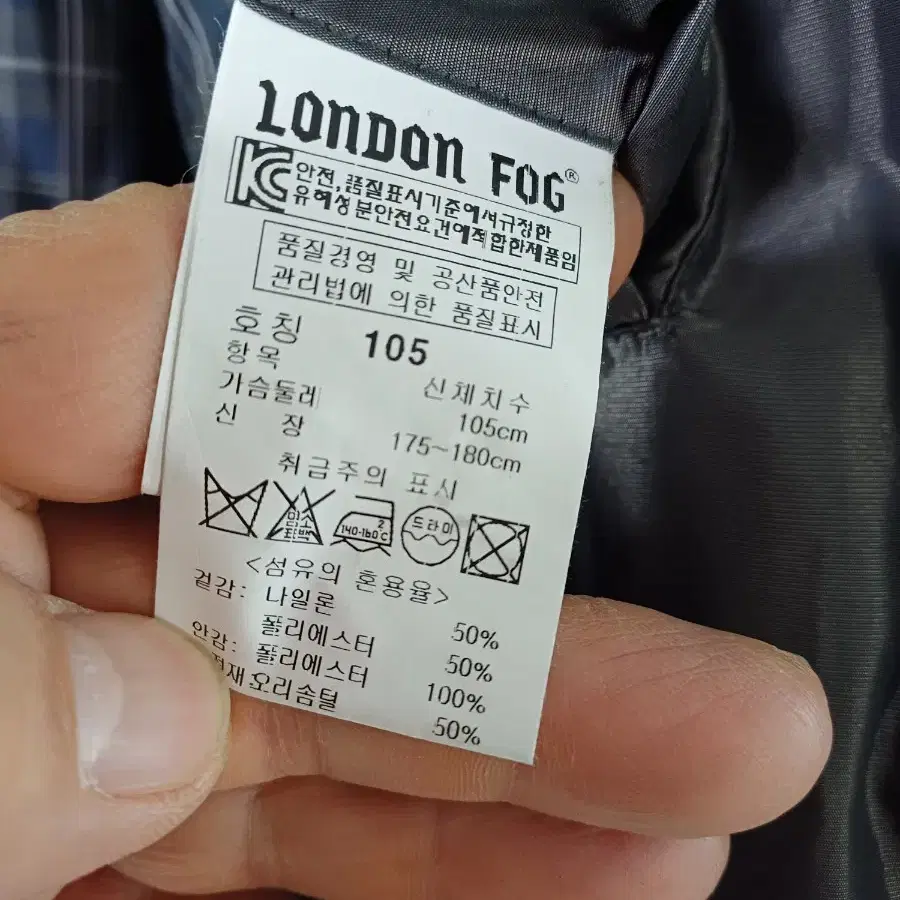 LONDON FOG®
KC 안전,품질표시기준에서규정한
유해성분안전요건에적합한제품임
품질경영 및 공산품안전
관리법에 의한 품질표시
호칭 105
항목 신체치수
가슴둘레 105cm
신 장 175~180cm
취급주의 표시
염소
표백
2
140-160°C
드라이
<섬유의 혼용율>
겉감: 나일론 50%
폴리에스터 50%
안감: 폴리에스터 100%
오리솜털 50%